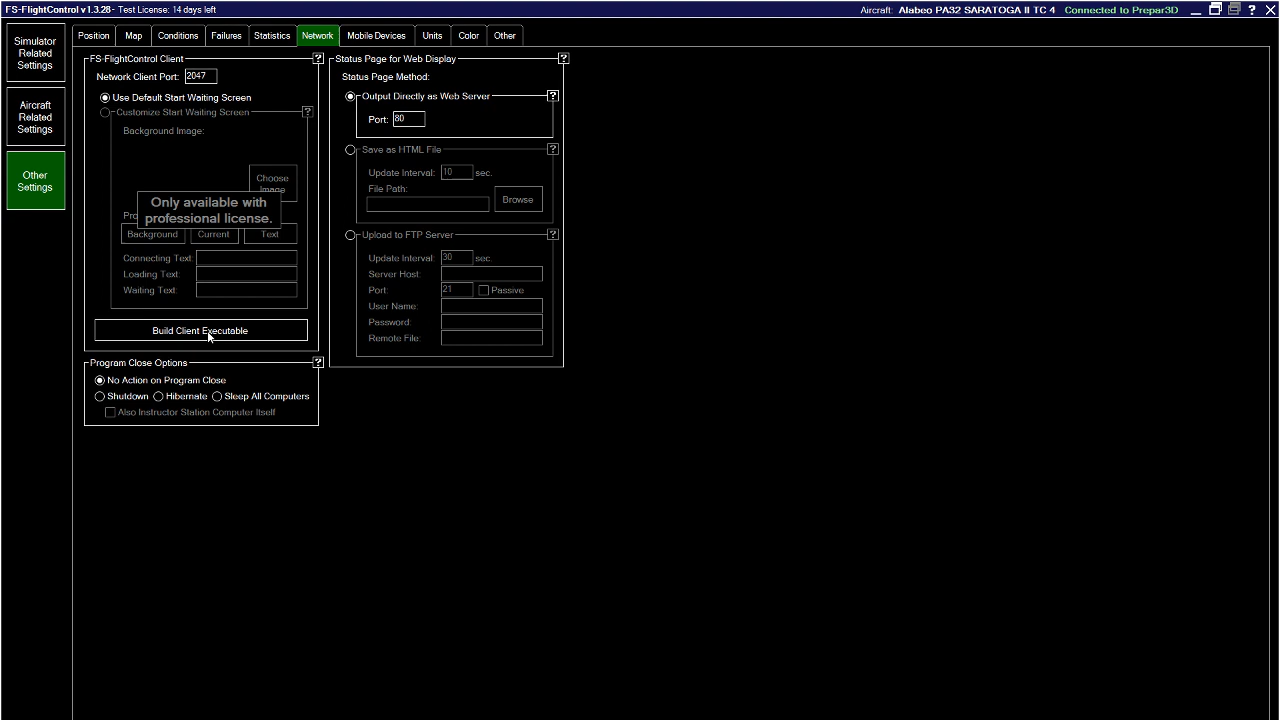 FS-FlightControl v1.3.28 - Test License: 14 days left
Aircraft: Alabeo PA32 SARATOGA II TC 4 Connected to Prepar3D
?
Simulator
Related
Settings
Aircraft
Related
Settings
Other
Settings
Position Map Conditions Failures Statistics Network Mobile Devices Units Color Other
FS-FlightControl Client ?
Network Client Port: 2047
Use Default Start Waiting Screen
Customize Start Waiting Screen ?
Background Image:
Choose
Image
Only available with
professional license.
Background Current Text
Connecting Text:
Loading Text:
Waiting Text:
Build Client Executable
Program Close Options ?
No Action on Program Close
Shutdown Hibernate Sleep All Computers
Also Instructor Station Computer Itself
Status Page for Web Display ?
Status Page Method:
Output Directly as Web Server ?
Port: 80
Save as HTML File ?
Update Interval: 10 sec.
File Path:
Browse
Upload to FTP Server ?
Update Interval: 30 sec.
Server Host:
Port: 21 Passive
User Name:
Password:
Remote File: